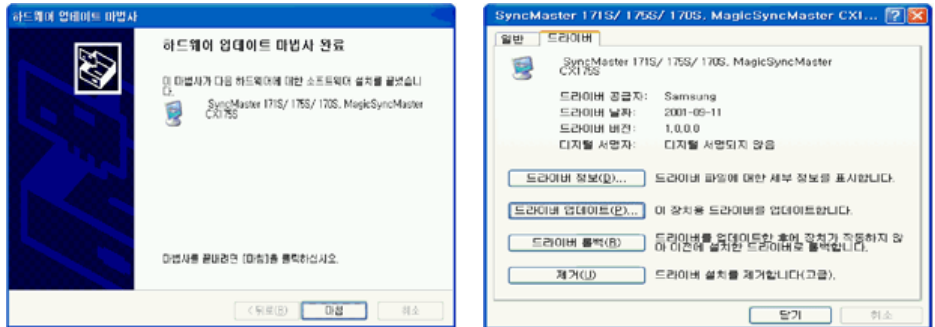 하드웨어 업데이트 마법사
하드웨어 업데이트 마법사 완료
이 마법사가 다음 하드웨어에 대한 소프트웨어 설치를 끝냈습니
다.
SyncMaster 171S/ 175S/ 170S, MagicSyncMaster
CX175S
마법사를 끝내려면 [마침]을 클릭하십시오.
< 뒤로(B)
마침
취소
SyncMaster 171S/ 175S/ 170S, MagicSyncMaster CX1...
일반
드라이버
SyncMaster 171S/ 175S/ 170S, MagicSyncMaster
CX175S
드라이버 공급자: Samsung
드라이버 날짜: 2001-09-11
드라이버 버전: 1.0.0.0
디지털 서명자: 디지털 서명되지 않음
드라이버 정보(D)... 드라이버 파일에 대한 세부 정보를 표시합니다.
드라이버 업데이트(P)... 이 장치용 드라이버를 업데이트합니다.
드라이버 롤백(R) 드라이버를 업데이트한 후에 장치가 작동하지 않
아 이전에 설치한 드라이버로 롤백합니다.
제거(U) 드라이버 설치를 제거합니다(고급).
닫기
취소